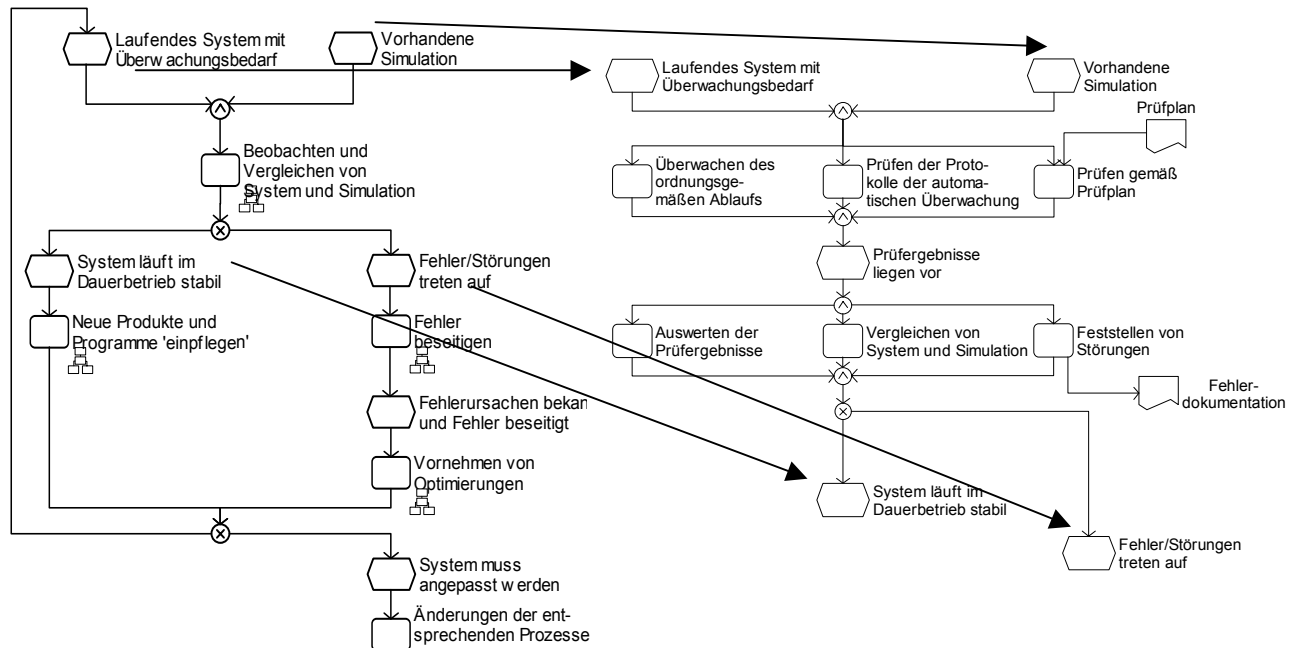 Laufendes System mit
Überwachungsbedarf
Vorhandene
Simulation
Beobachten und
Vergleichen von
System und Simulation
System läuft im
Dauerbetrieb stabil
Fehler/Störungen
treten auf
Neue Produkte und
Programme 'einpflegen'
Fehler
beseitigen
Fehlerursachen bekan
und Fehler beseitigt
Vornehmen von
Optimierungen
System muss
angepasst werden
Änderungen der ent-
sprechenden Prozesse
Laufendes System mit
Überwachungsbedarf
Vorhandene
Simulation
Prüfplan
Überwachen des
ordnungsge-
mäßen Ablaufs
Prüfen der Proto-
kolle der automa-
tischen Überwachung
Prüfen gemäß
Prüfplan
Prüfergebnisse
liegen vor
Auswerten der
Prüfergebnisse
Vergleichen von
System und Simulation
Feststellen von
Störungen
Fehler-
dokumentation
System läuft im
Dauerbetrieb stabil
Fehler/Störungen
treten auf